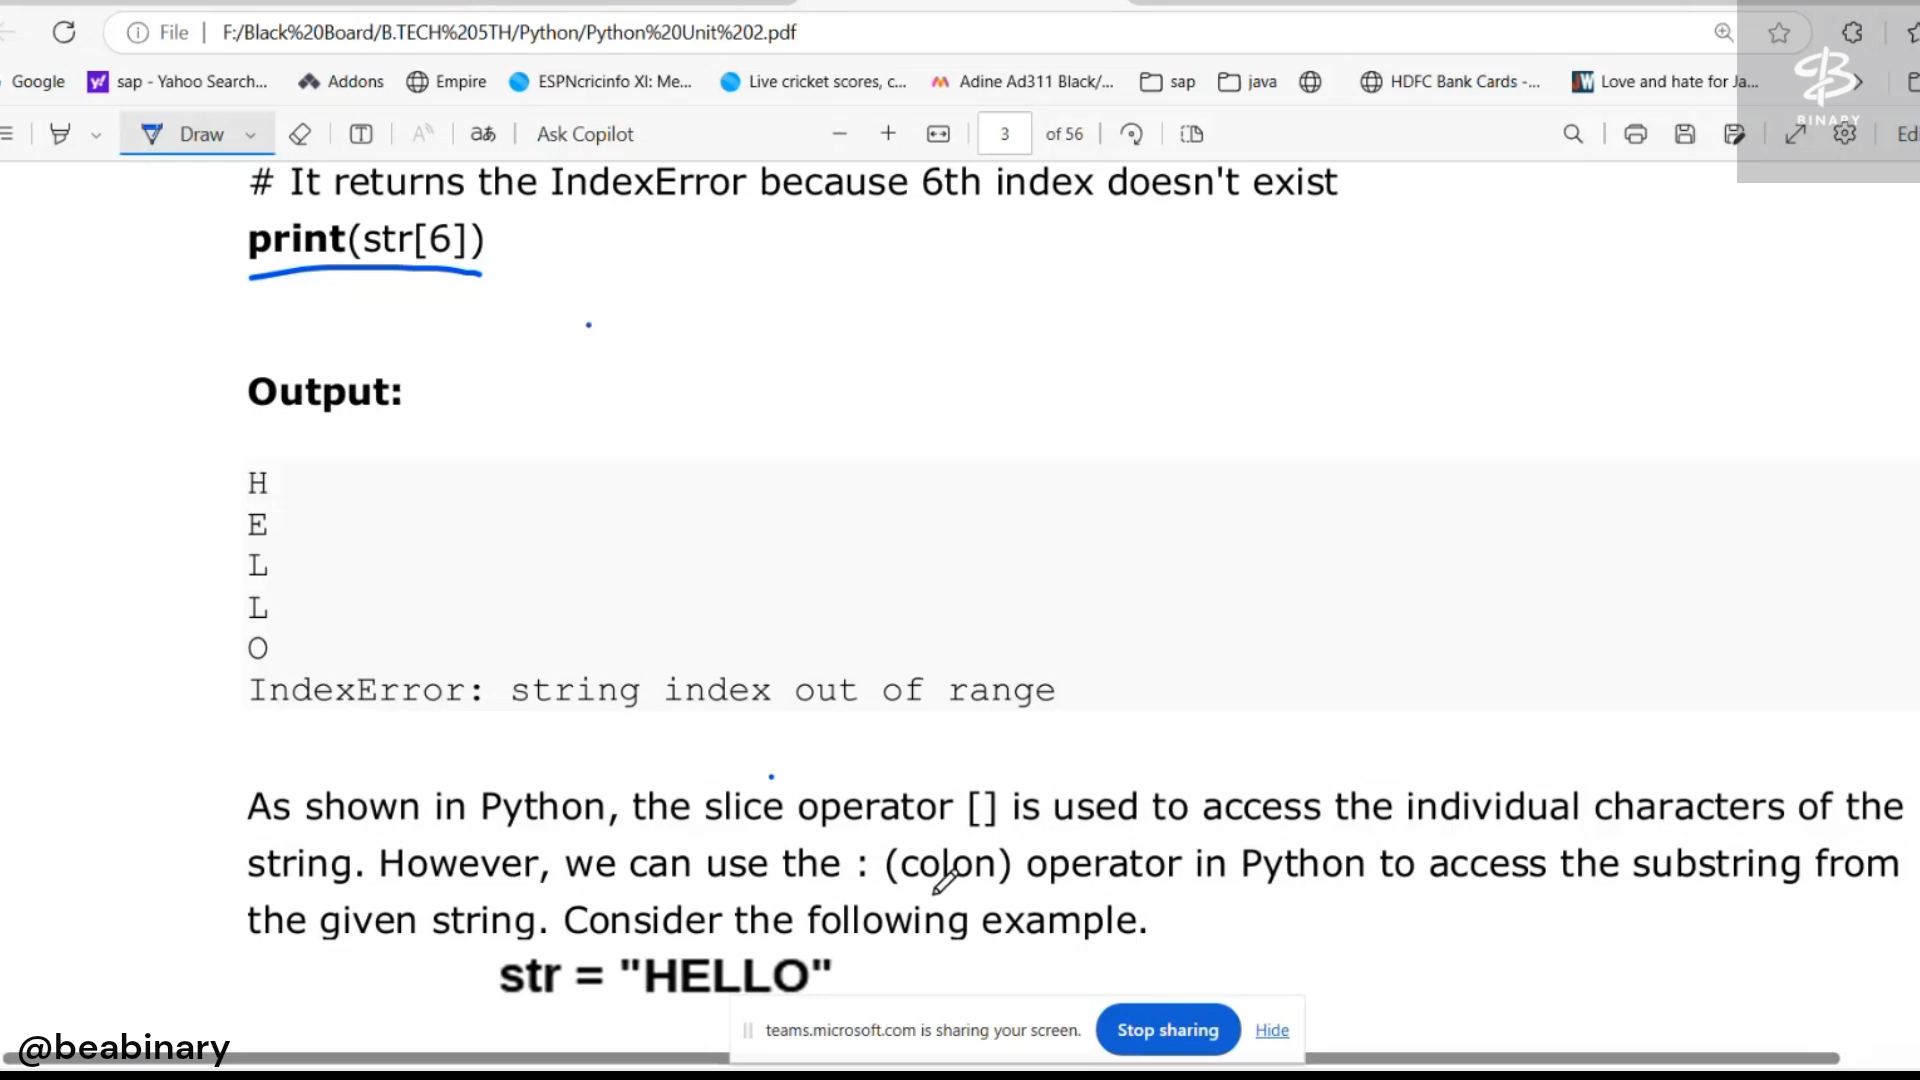 File | F:/Black%20Board/B.TECH%205TH/Python/Python%20Unit%202.pdf
Google sap - Yahoo Search... Addons Empire ESPNcricinfo XI: Me... Live cricket scores, c... Adine Ad311 Black/... sap java HDFC Bank Cards -... Love and hate for Ja...
BINARY
Draw aあ Ask Copilot 3 of 56
# It returns the IndexError because 6th index doesn't exist
print(str[6])
Output:
H
E
L
L
O
IndexError: string index out of range
As shown in Python, the slice operator [] is used to access the individual characters of the
string. However, we can use the : (colon) operator in Python to access the substring from
the given string. Consider the following example.
str = "HELLO"
teams.microsoft.com is sharing your screen. Stop sharing Hide
@beabinary